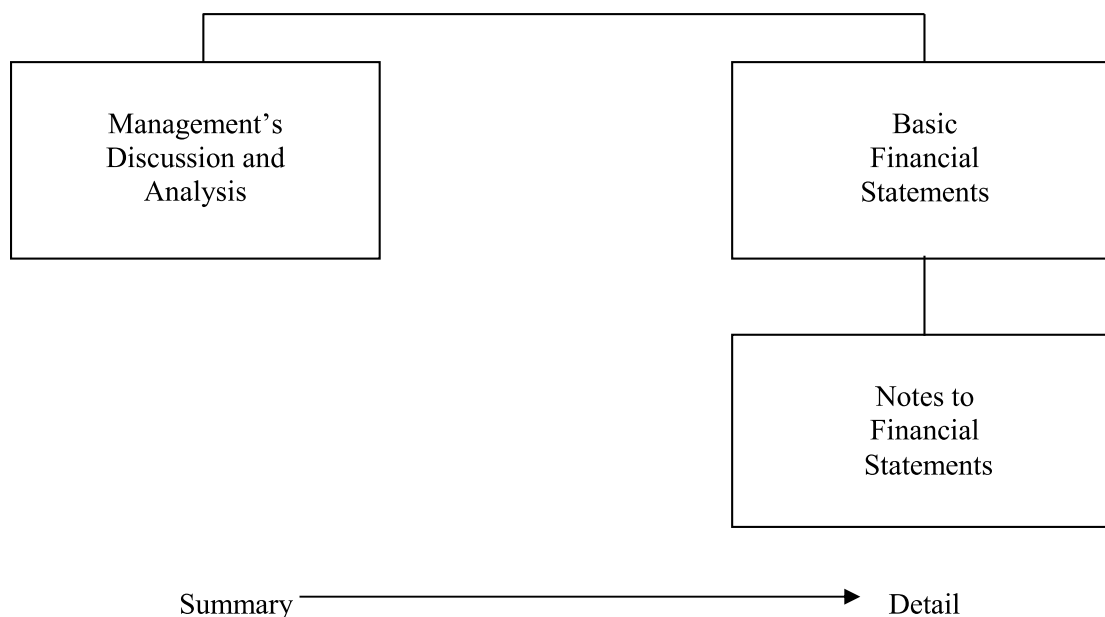 Management’s
Discussion and
Analysis
Basic
Financial
Statements
Notes to
Financial
Statements
Summary
Detail